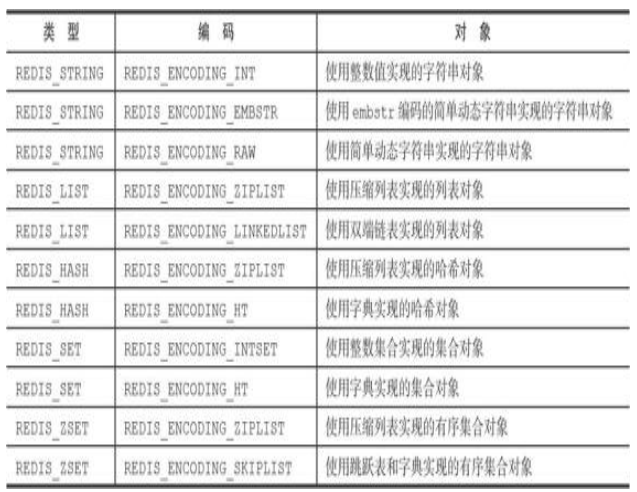 类 型 编 码 对 象
REDIS_STRING REDIS_ENCODING_INT 使用整数值实现的字符串对象
REDIS_STRING REDIS_ENCODING_EMBSTR 使用 embstr 编码的简单动态字符串实现的字符串对象
REDIS_STRING REDIS_ENCODING_RAW 使用简单动态字符串实现的字符串对象
REDIS_LIST REDIS_ENCODING_ZIPLIST 使用压缩列表实现的列表对象
REDIS_LIST REDIS_ENCODING_LINKEDLIST 使用双端链表实现的列表对象
REDIS_HASH REDIS_ENCODING_ZIPLIST 使用压缩列表实现的哈希对象
REDIS_HASH REDIS_ENCODING_HT 使用字典实现的哈希对象
REDIS_SET REDIS_ENCODING_INTSET 使用整数集合实现的集合对象
REDIS_SET REDIS_ENCODING_HT 使用字典实现的集合对象
REDIS_ZSET REDIS_ENCODING_ZIPLIST 使用压缩列表实现的有序集合对象
REDIS_ZSET REDIS_ENCODING_SKIPLIST 使用跳跃表和字典实现的有序集合对象